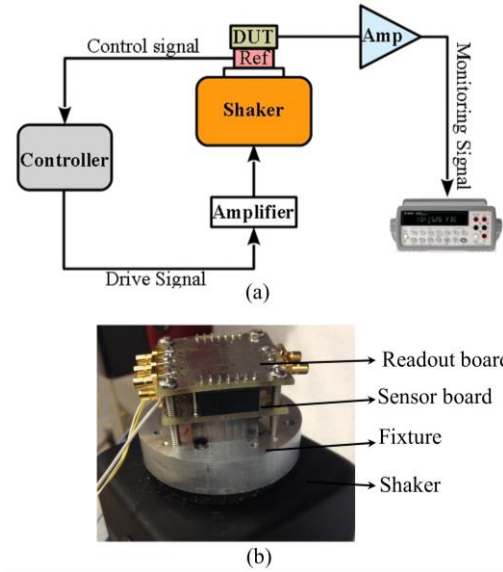 DUT
Amp
Control signal
Ref
Shaker
Monitoring Signal
Controller
Amplifier
Drive Signal
(a)
Readout board
Sensor board
Fixture
Shaker
(b)